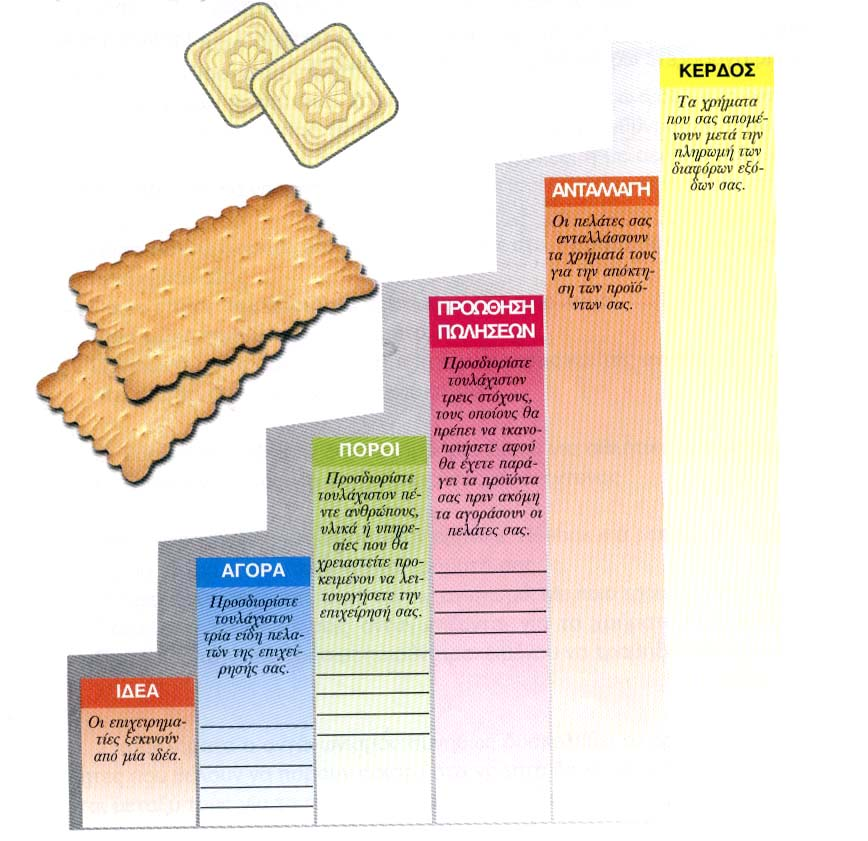 ΙΔΕΑ
Οι επιχειρημα-
τίες ξεκινούν
από μία ιδέα.
ΑΓΟΡΑ
Προσδιορίστε
τουλάχιστον
τρία είδη πελα-
τών της επιχεί-
ρησής σας.
ΠΟΡΟΙ
Προσδιορίστε
τουλάχιστον πέ-
ντε ανθρώπους,
υλικά ή υπηρε-
σίες που θα
χρειαστείτε προ-
κειμένου να λει-
τουργήσετε την
επιχείρησή σας.
ΠΡΟΩΘΗΣΗ
ΠΩΛΗΣΕΩΝ
Προσδιορίστε
τουλάχιστον
τρεις στόχους,
τους οποίους θα
πρέπει να ικανο-
ποιήσετε αφού
θα έχετε παρά-
γει τα προϊόντα
σας πριν ακόμη
τα αγοράσουν οι
πελάτες σας.
ΑΝΤΑΛΛΑΓΗ
Οι πελάτες σας
ανταλλάσσουν
τα χρήματά τους
για την απόκτη-
ση των προϊό-
ντων σας.
ΚΕΡΔΟΣ
Τα χρήματα
που σας απομέ-
νουν μετά την
πληρωμή των
διαφόρων εξό-
δων σας.